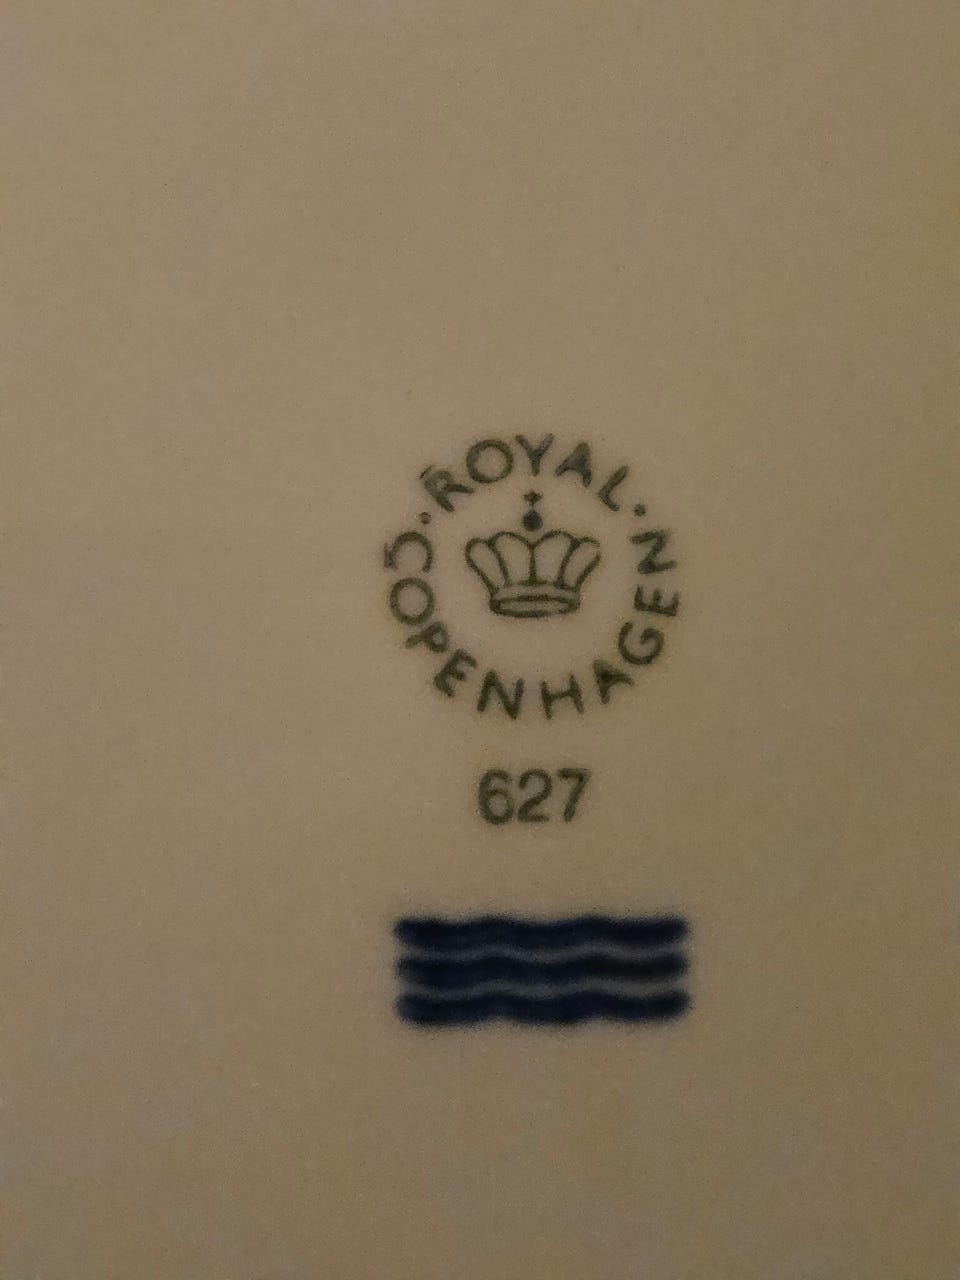 ROYAL · COPENHAGEN ·
627